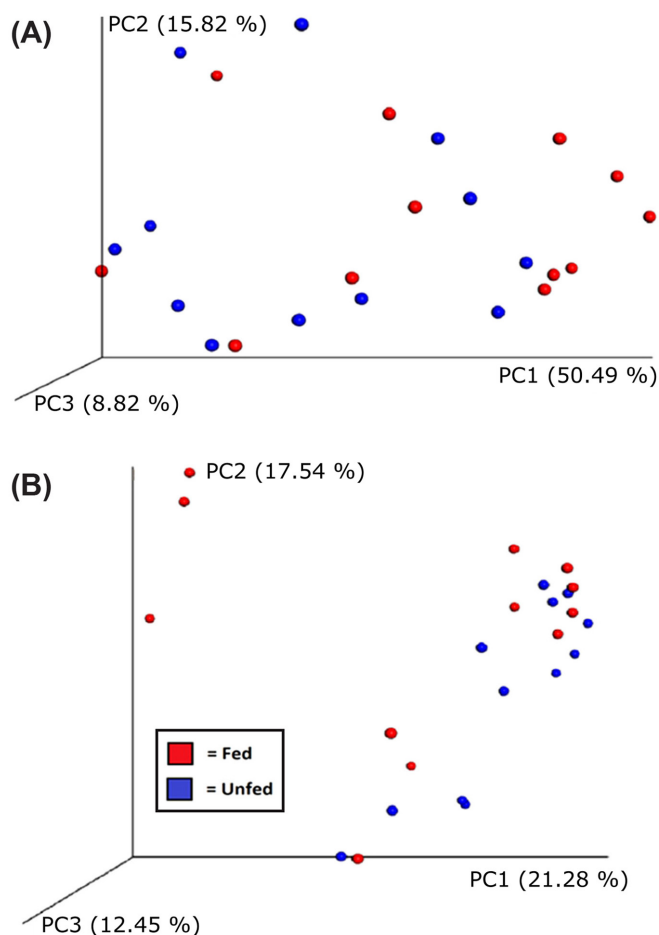 (A)
PC2 (15.82 %)
PC1 (50.49 %)
PC3 (8.82 %)
(B)
PC2 (17.54 %)
= Fed
= Unfed
PC1 (21.28 %)
PC3 (12.45 %)